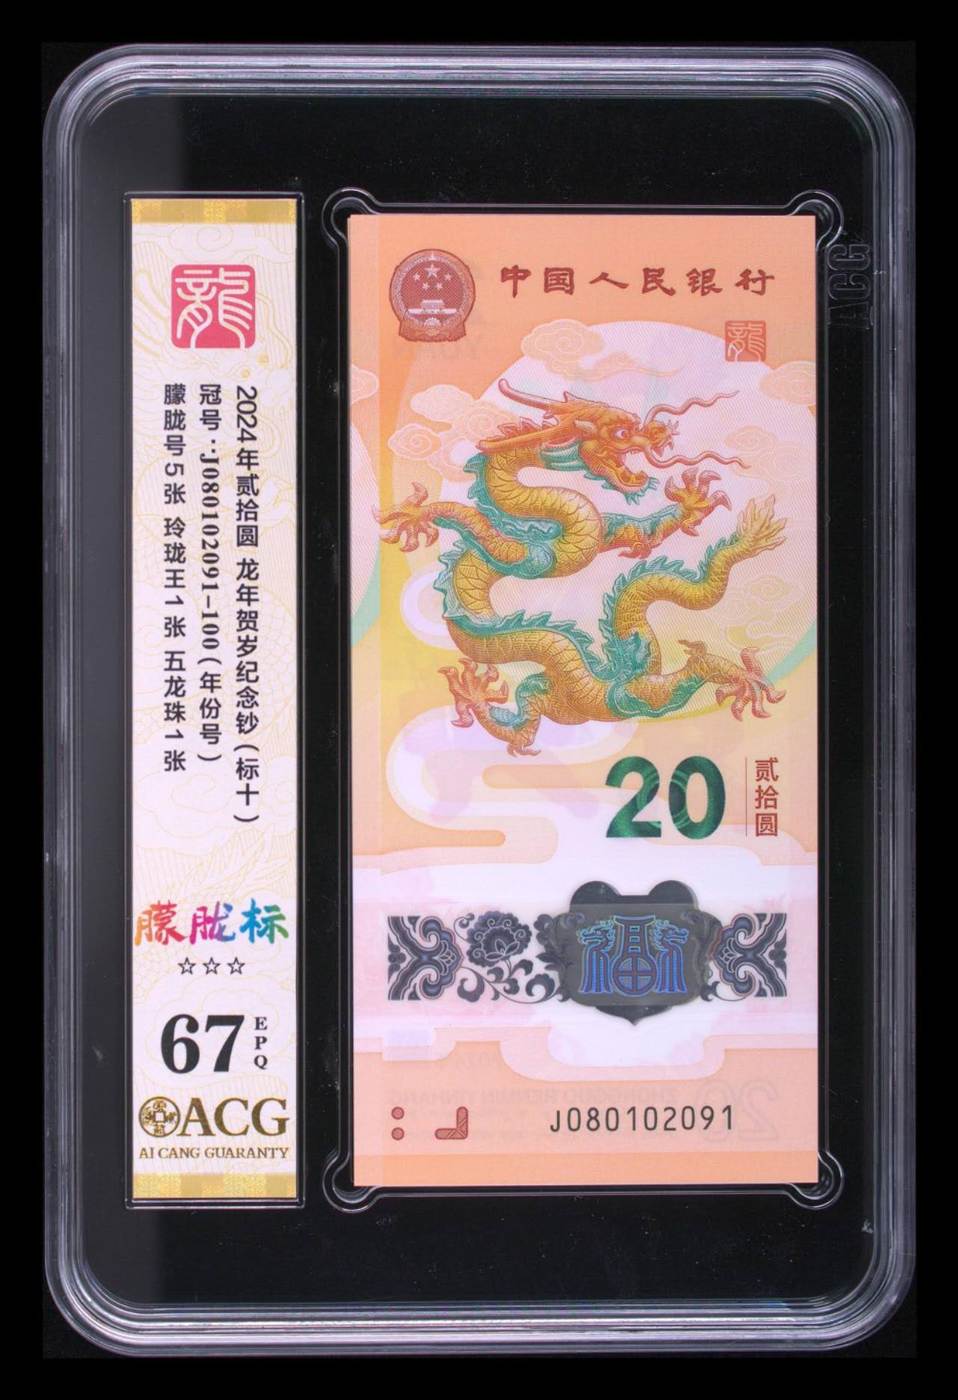 龍
2024年贰拾圆 龙年贺岁纪念钞(标十)
冠号:J080102091-100(年份号)
朦胧号5张 玲珑王1张 五龙珠1张
朦胧标
☆☆☆
67 EPQ
ACG
AI CANG GUARANTY
中国人民银行
龍
20 贰拾圆
福
J080102091
ACG